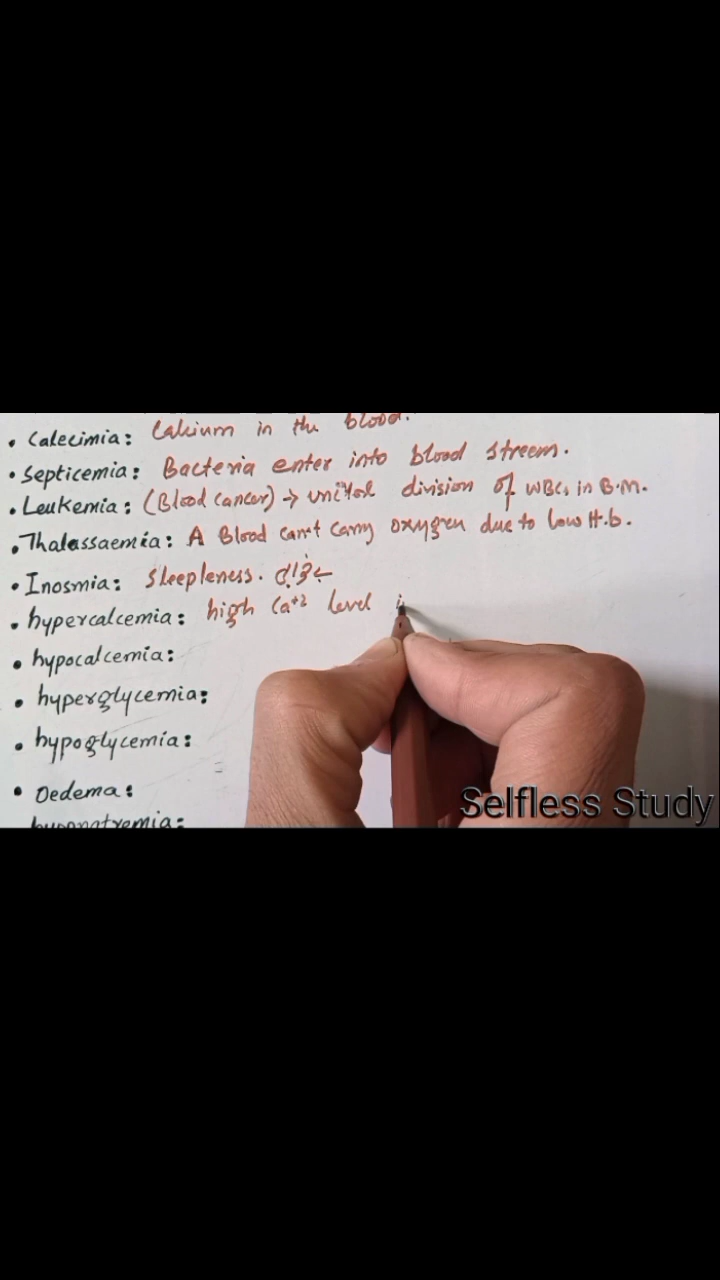 • Calecimia: Calcium in the blood.
• Septicemia: Bacteria enter into blood streem.
• Leukemia: (Blood cancer) → division of WBCs in B.M.
• Thalassaemia: A Blood can't carry oxygen due to low H.b.
• Inosmia: Sleepleness.
• hypercalcemia: high Ca+2 level i
• hypocalcemia:
• hyperglycemia:
• hypoglycemia:
• Oedema:
hyponatremia:
Selfless Study